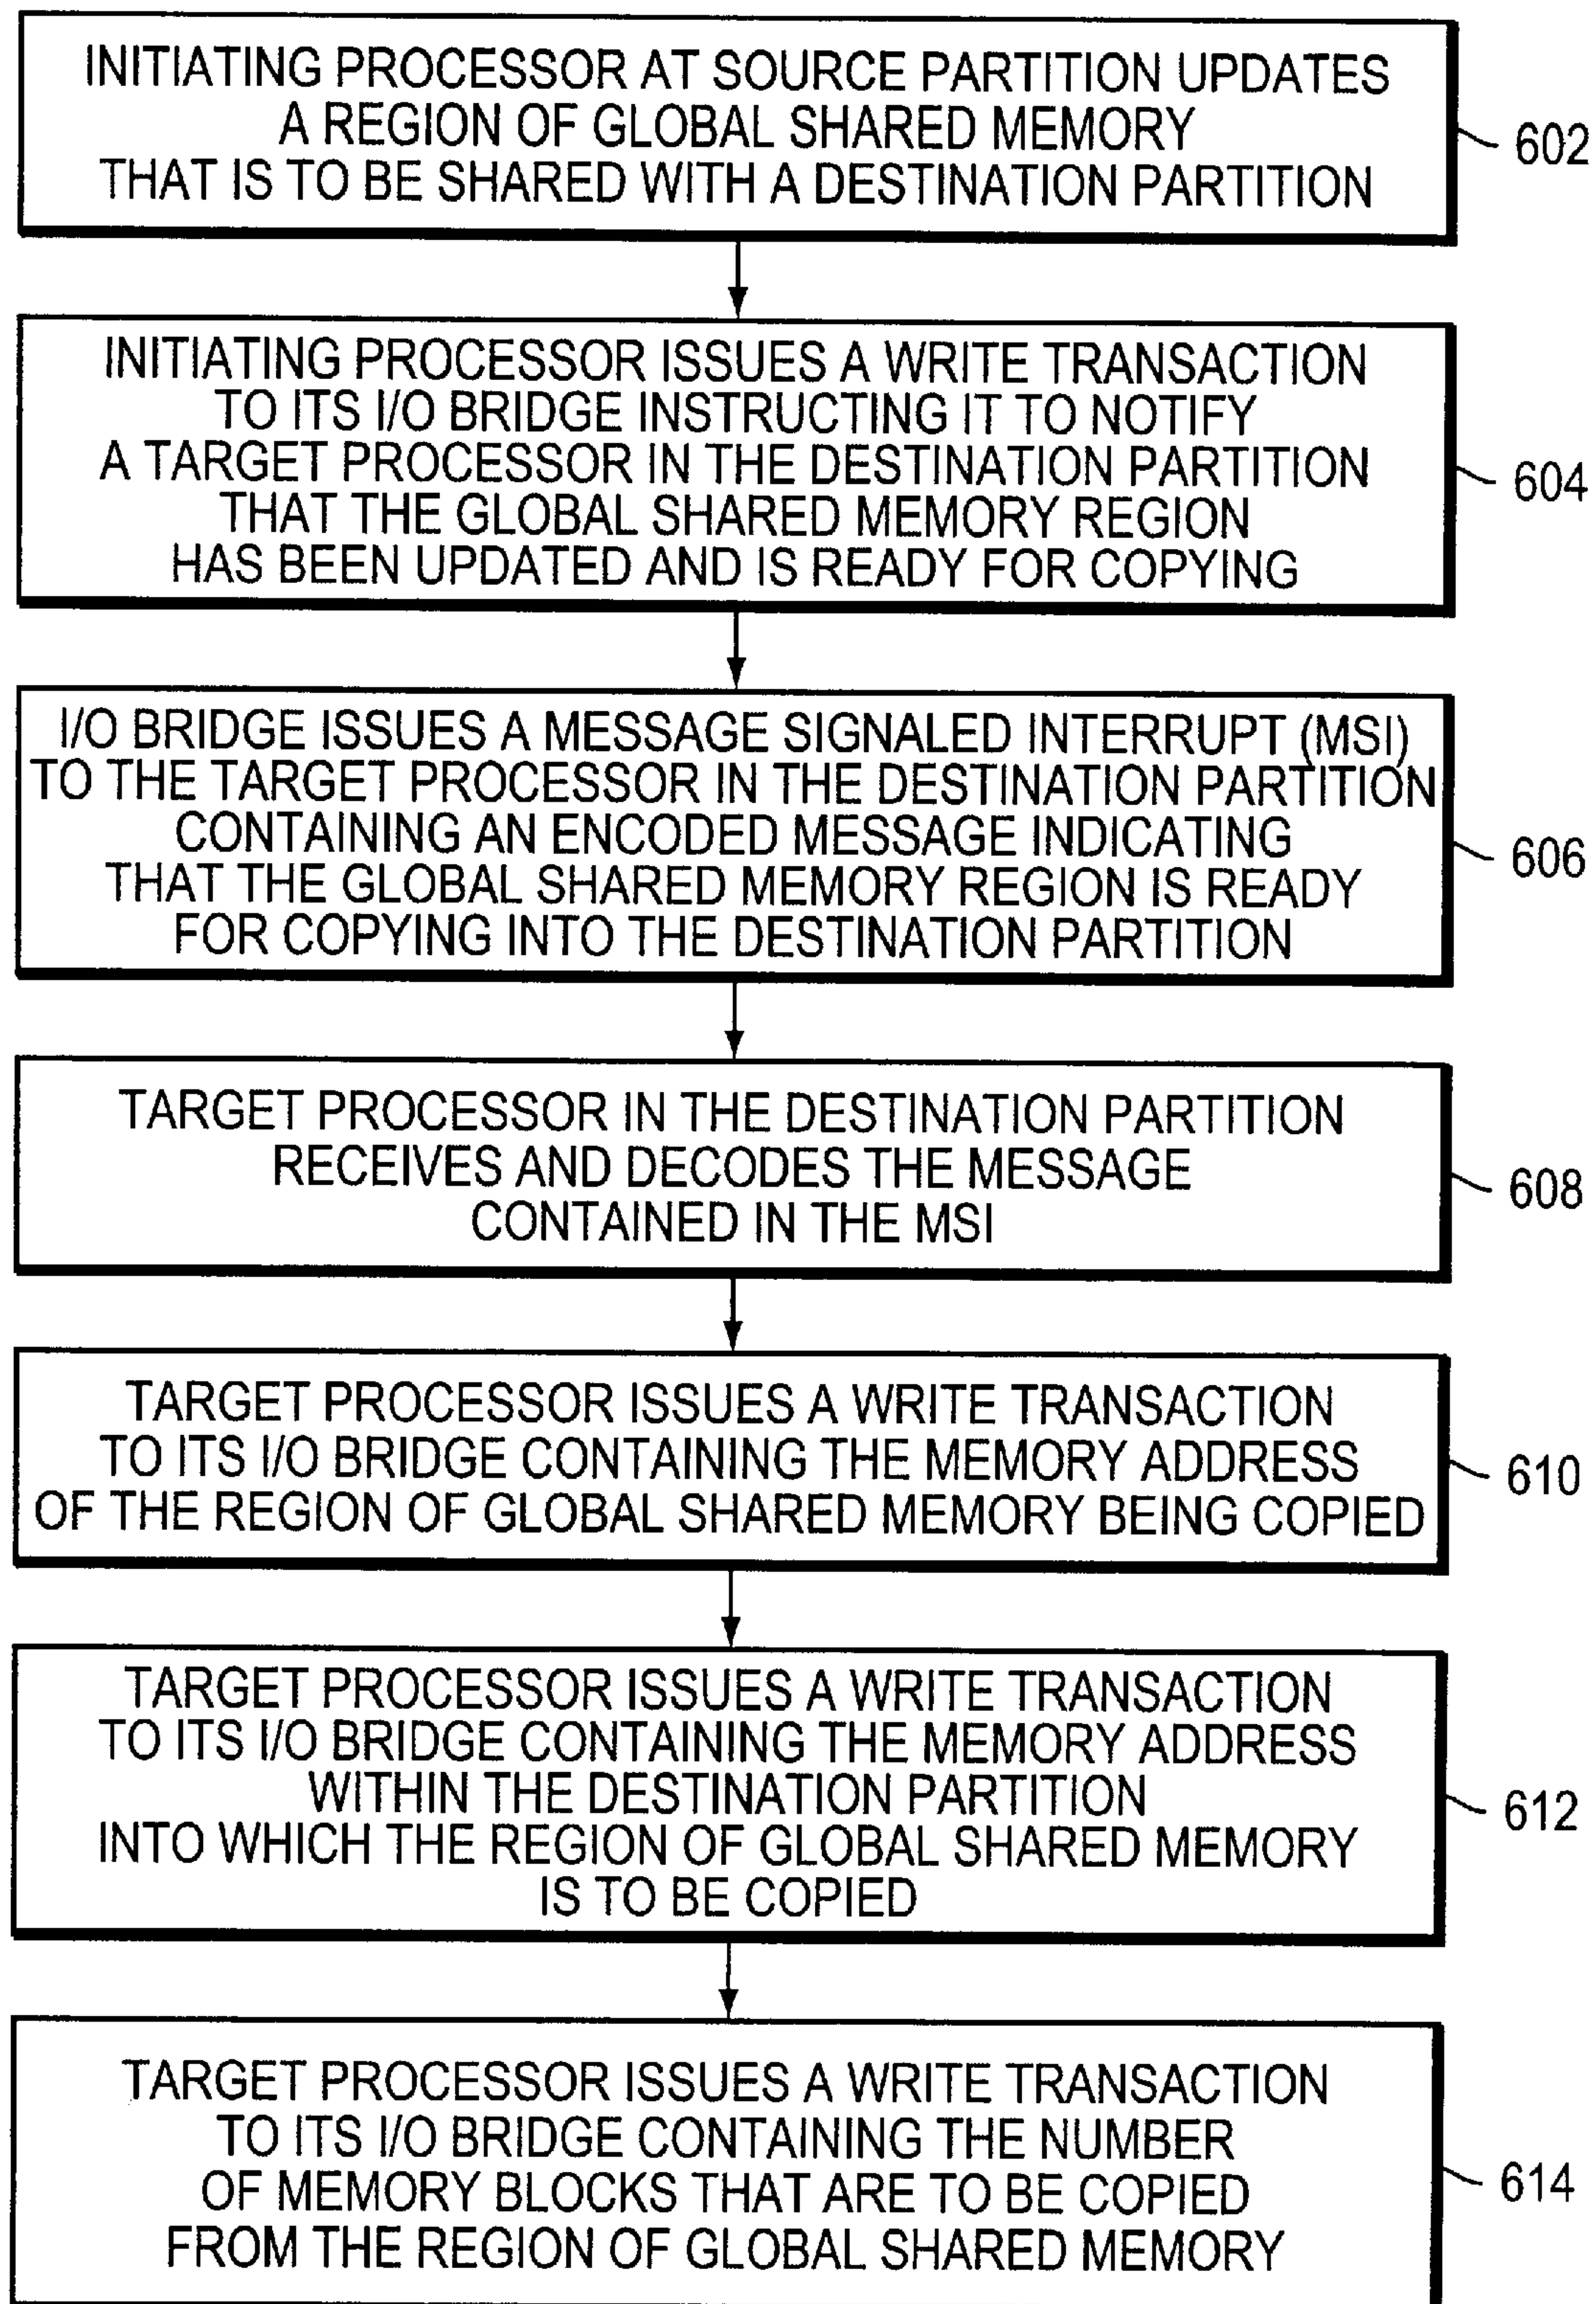 INITIATING PROCESSOR AT SOURCE PARTITION UPDATES
A REGION OF GLOBAL SHARED MEMORY
THAT IS TO BE SHARED WITH A DESTINATION PARTITION
602
INITIATING PROCESSOR ISSUES A WRITE TRANSACTION
TO ITS I/O BRIDGE INSTRUCTING IT TO NOTIFY
A TARGET PROCESSOR IN THE DESTINATION PARTITION
THAT THE GLOBAL SHARED MEMORY REGION
HAS BEEN UPDATED AND IS READY FOR COPYING
604
I/O BRIDGE ISSUES A MESSAGE SIGNALED INTERRUPT (MSI)
TO THE TARGET PROCESSOR IN THE DESTINATION PARTITION
CONTAINING AN ENCODED MESSAGE INDICATING
THAT THE GLOBAL SHARED MEMORY REGION IS READY
FOR COPYING INTO THE DESTINATION PARTITION
606
TARGET PROCESSOR IN THE DESTINATION PARTITION
RECEIVES AND DECODES THE MESSAGE
CONTAINED IN THE MSI
608
TARGET PROCESSOR ISSUES A WRITE TRANSACTION
TO ITS I/O BRIDGE CONTAINING THE MEMORY ADDRESS
OF THE REGION OF GLOBAL SHARED MEMORY BEING COPIED
610
TARGET PROCESSOR ISSUES A WRITE TRANSACTION
TO ITS I/O BRIDGE CONTAINING THE MEMORY ADDRESS
WITHIN THE DESTINATION PARTITION
INTO WHICH THE REGION OF GLOBAL SHARED MEMORY
IS TO BE COPIED
612
TARGET PROCESSOR ISSUES A WRITE TRANSACTION
TO ITS I/O BRIDGE CONTAINING THE NUMBER
OF MEMORY BLOCKS THAT ARE TO BE COPIED
FROM THE REGION OF GLOBAL SHARED MEMORY
614